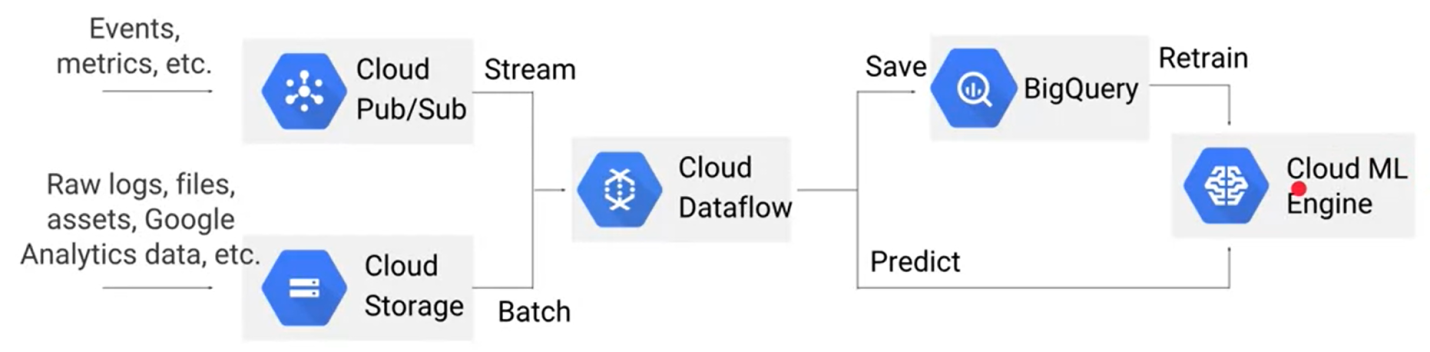 Events,
metrics, etc.
Cloud
Pub/Sub
Stream
Raw logs, files,
assets, Google
Analytics data, etc.
Cloud
Storage
Batch
Cloud
Dataflow
Save
BigQuery
Retrain
Predict
Cloud ML
Engine